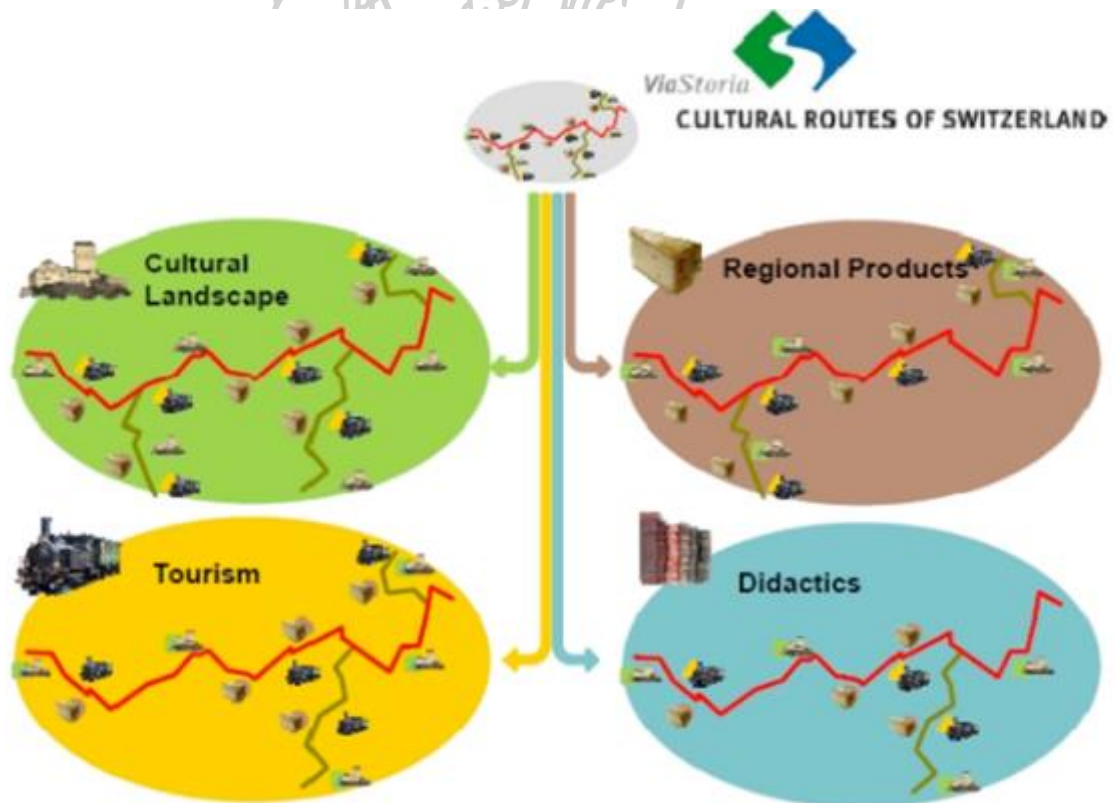 ViaStoria
CULTURAL ROUTES OF SWITZERLAND
Cultural
Landscape
Regional Products
Tourism
Didactics